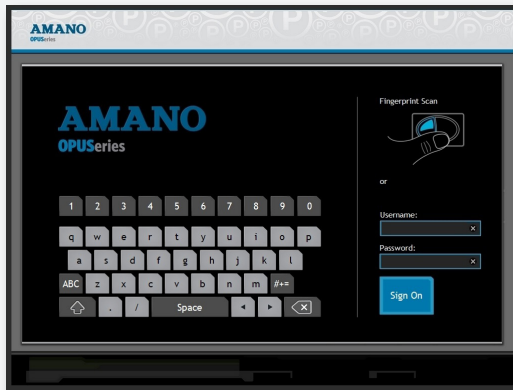 AMANO
OPUSeries
AMANO
OPUSeries
Fingerprint Scan
or
Username:
Password:
Sign On
1 2 3 4 5 6 7 8 9 0
q w e r t y u i o p
a s d f g h j k l
ABC z x c v b n m #+=
. / Space